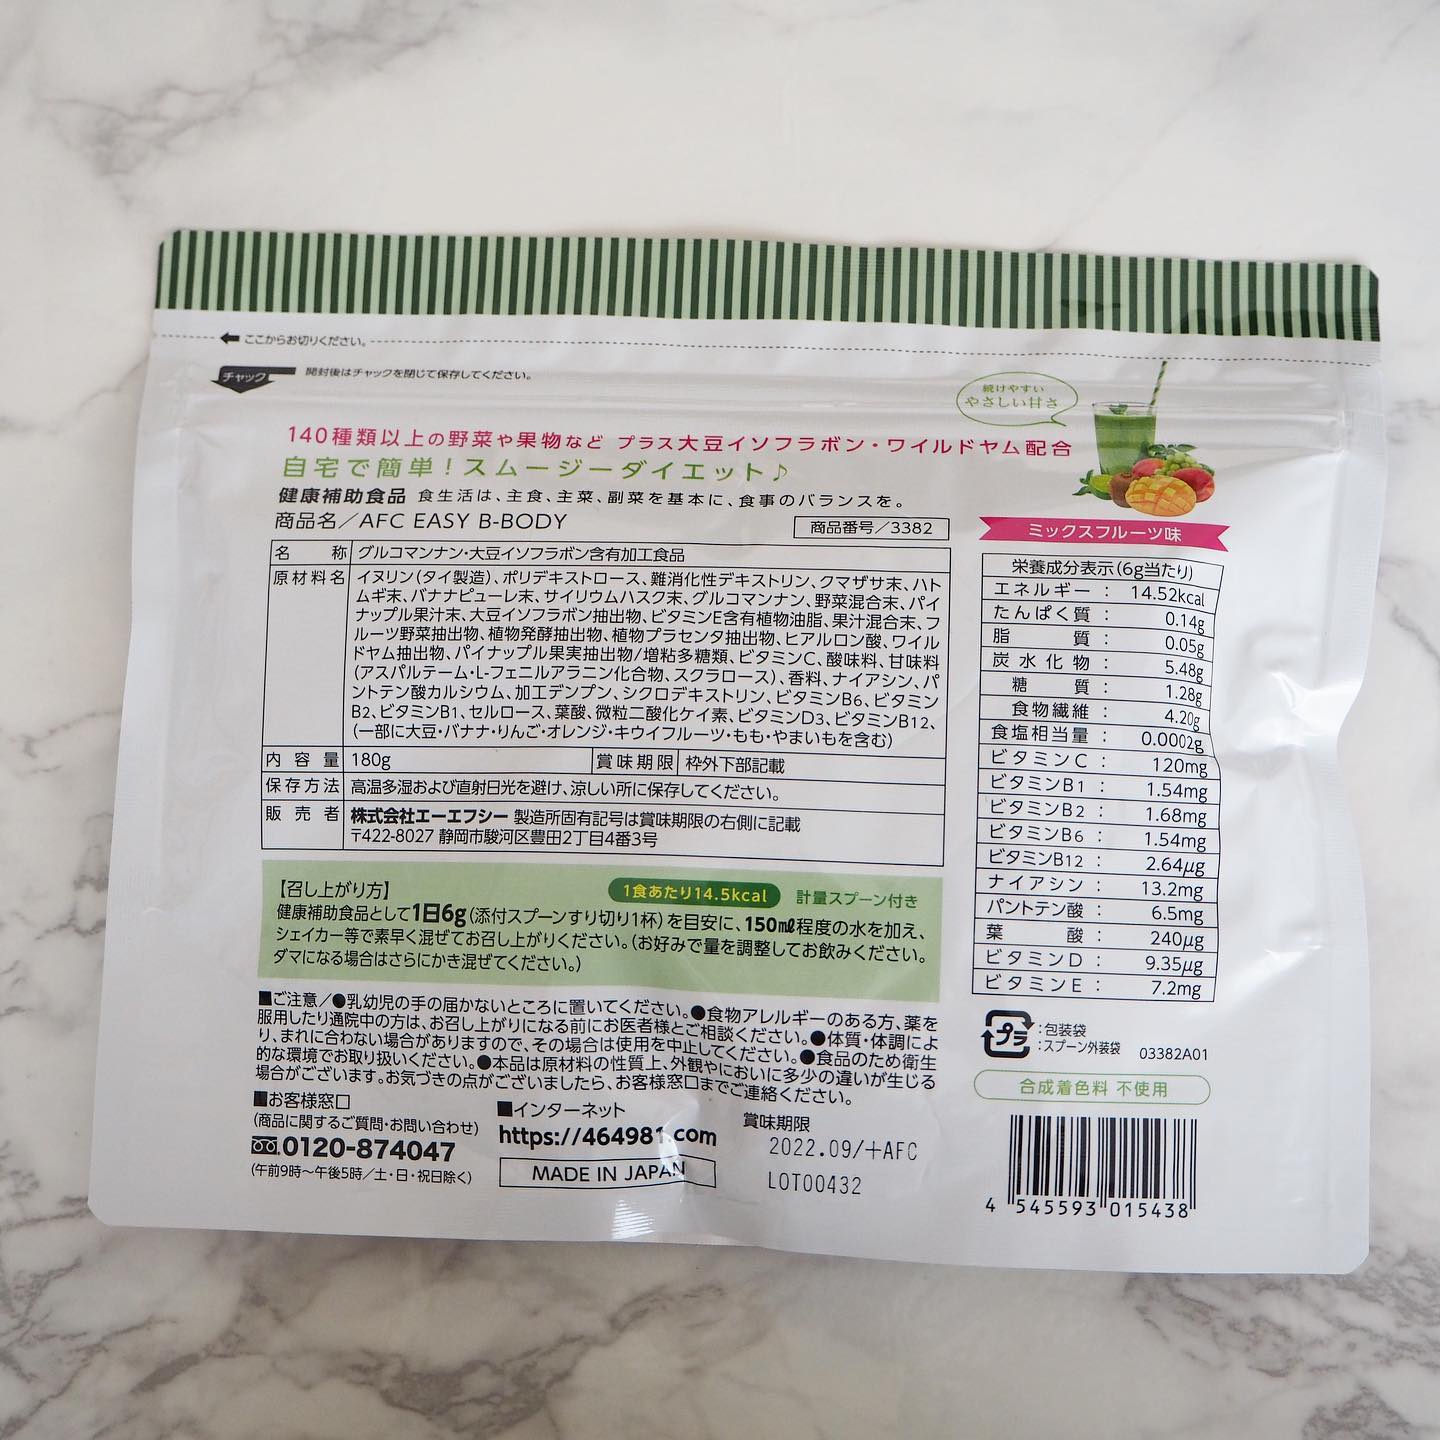 ここからお切りください。
チャック
開封後はチャックを閉じて保存してください。
続けやすい
やさしい甘さ
140種類以上の野菜や果物など プラス大豆イソフラボン・ワイルドヤム配合
自宅で簡単！スムージーダイエット♪
健康補助食品 食生活は、主食、主菜、副菜を基本に、食事のバランスを。
商品名／AFC EASY B-BODY
商品番号／3382
名称 グルコマンナン・大豆イソフラボン含有加工食品
原材料名 イヌリン（タイ製造）、ポリデキストロース、難消化性デキストリン、クマザサ末、ハト
ムギ末、バナナピューレ末、サイリウムハスク末、グルコマンナン、野菜混合末、パイ
ナップル果汁末、大豆イソフラボン抽出物、ビタミンE含有植物油脂、果汁混合末、フ
ルーツ野菜抽出物、植物発酵抽出物、植物プラセンタ抽出物、ヒアルロン酸、ワイル
ドヤム抽出物、パイナップル果実抽出物/増粘多糖類、ビタミンC、酸味料、甘味料
（アスパルテーム・L-フェニルアラニン化合物、スクラロース）、香料、ナイアシン、パ
ントテン酸カルシウム、加工デンプン、シクロデキストリン、ビタミンB6、ビタミン
B2、ビタミンB1、セルロース、葉酸、微粒二酸化ケイ素、ビタミンD3、ビタミンB12、
（一部に大豆・バナナ・りんご・オレンジ・キウイフルーツ・もも・やまいもを含む）
内容量 180g 賞味期限 枠外下部記載
保存方法 高温多湿および直射日光を避け、涼しい所に保存してください。
販売者 株式会社エーエフシー 製造所固有記号は賞味期限の右側に記載
〒422-8027 静岡市駿河区豊田2丁目4番3号
【召し上がり方】 1食あたり14.5kcal 計量スプーン付き
健康補助食品として1日6g（添付スプーンすり切り1杯）を目安に、150㎖程度の水を加え、
シェイカー等で素早く混ぜてお召し上がりください。（お好みで量を調整してお飲みください。
ダマになる場合はさらにかき混ぜてください。）
■ご注意／●乳幼児の手の届かないところに置いてください。●食物アレルギーのある方、薬を
服用したり通院中の方は、お召し上がりになる前にお医者様とご相談ください。●体質・体調によ
り、まれに合わない場合がありますので、その場合は使用を中止してください。●食品のため衛生
的な環境でお取り扱いください。●本品は原材料の性質上、外観やにおいに多少の違いが生じる
場合がございます。お気づきの点がございましたら、お客様窓口までご連絡ください。
■お客様窓口
（商品に関するご質問・お問い合わせ）
0120-874047
（午前9時〜午後5時／土・日・祝日除く）
■インターネット
https://464981.com
MADE IN JAPAN
賞味期限
2022.09/+AFC
LOT00432
ミックスフルーツ味
栄養成分表示（6g当たり）
エネルギー： 14.52kcal
たんぱく質： 0.14g
脂質： 0.05g
炭水化物： 5.48g
糖質： 1.28g
食物繊維： 4.20g
食塩相当量： 0.0002g
ビタミンC： 120mg
ビタミンB1： 1.54mg
ビタミンB2： 1.68mg
ビタミンB6： 1.54mg
ビタミンB12： 2.64μg
ナイアシン： 13.2mg
パントテン酸： 6.5mg
葉酸： 240μg
ビタミンD： 9.35μg
ビタミンE： 7.2mg
プラ
：包装袋
：スプーン外装袋
03382A01
合成着色料 不使用
4 545593 015438